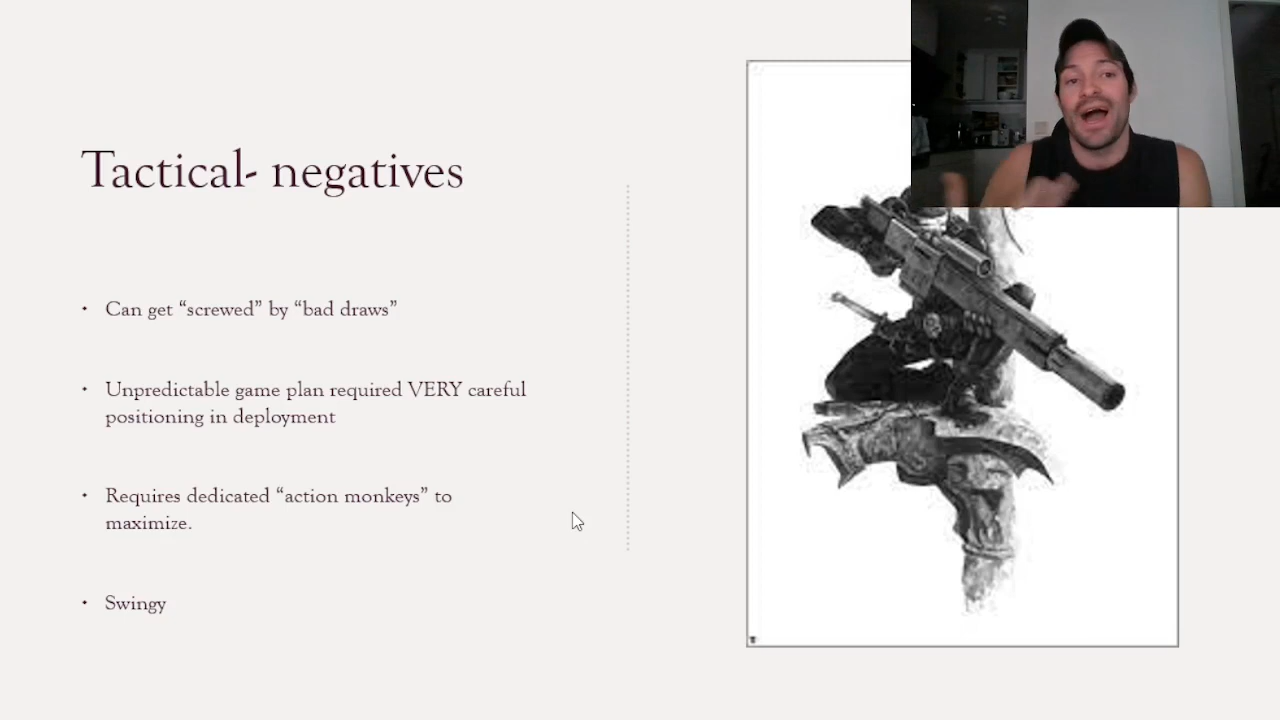 Tactical- negatives
• Can get “screwed” by “bad draws”
• Unpredictable game plan required VERY careful
positioning in deployment
• Requires dedicated “action monkeys” to
maximize.
• Swingy